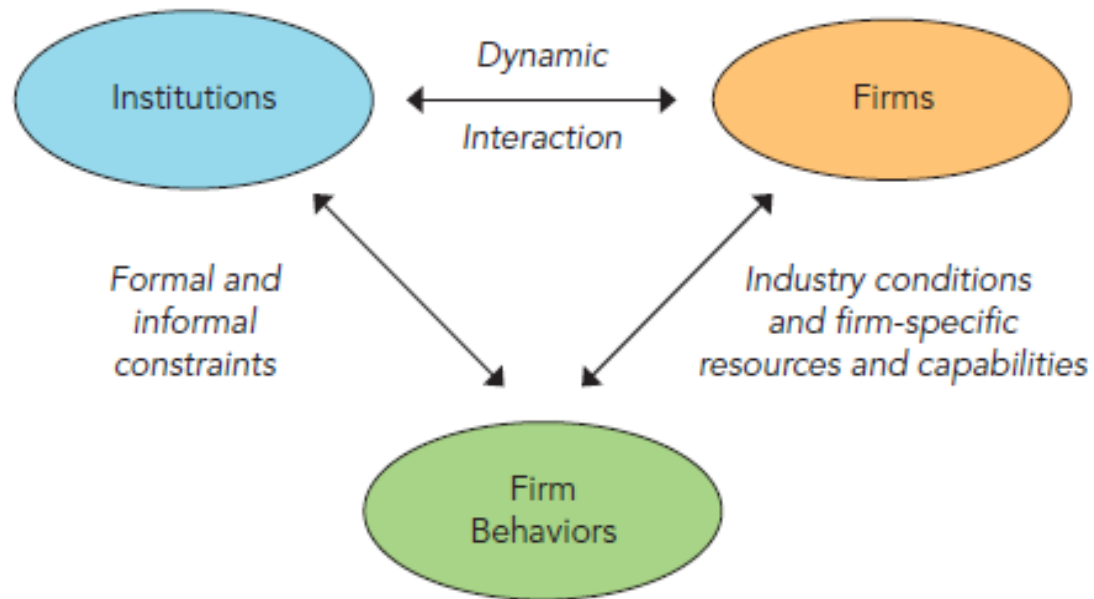 Dynamic
Institutions
Firms
Interaction
Formal and
informal
constraints
Industry conditions
and firm-specific
resources and capabilities
Firm
Behaviors